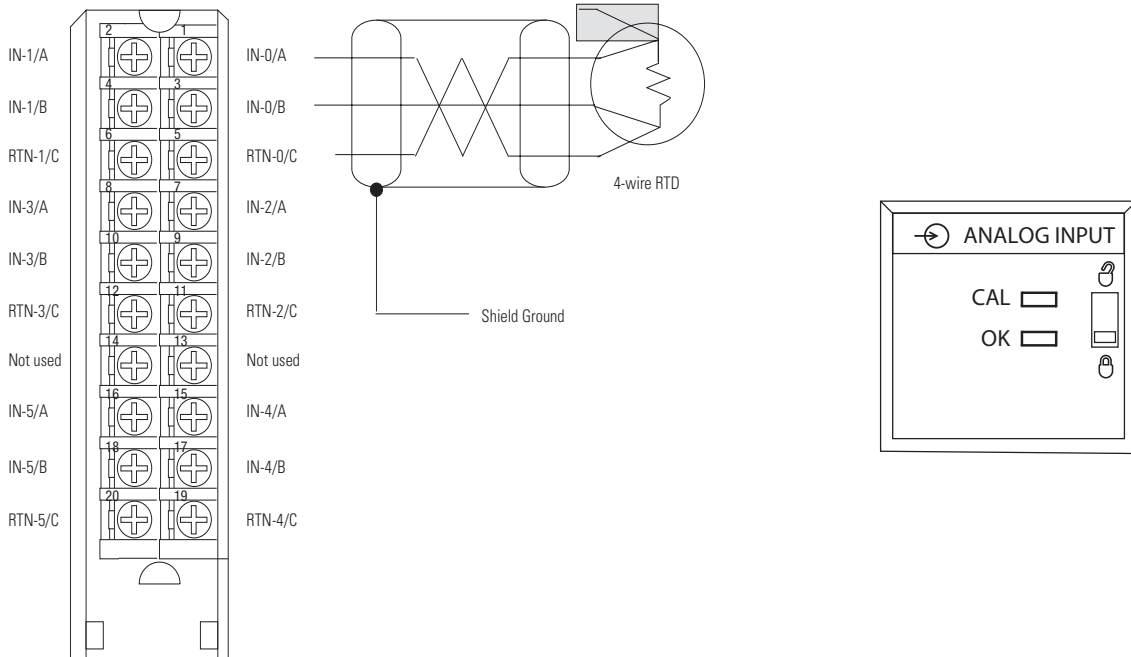 2 1
IN-1/A IN-0/A
4 3
IN-1/B IN-0/B
6 5
RTN-1/C RTN-0/C
8 7
IN-3/A IN-2/A
10 9
IN-3/B IN-2/B
12 11
RTN-3/C RTN-2/C
14 13
Not used Not used
16 15
IN-5/A IN-4/A
18 17
IN-5/B IN-4/B
20 19
RTN-5/C RTN-4/C
4-wire RTD
Shield Ground
ANALOG INPUT
CAL
OK